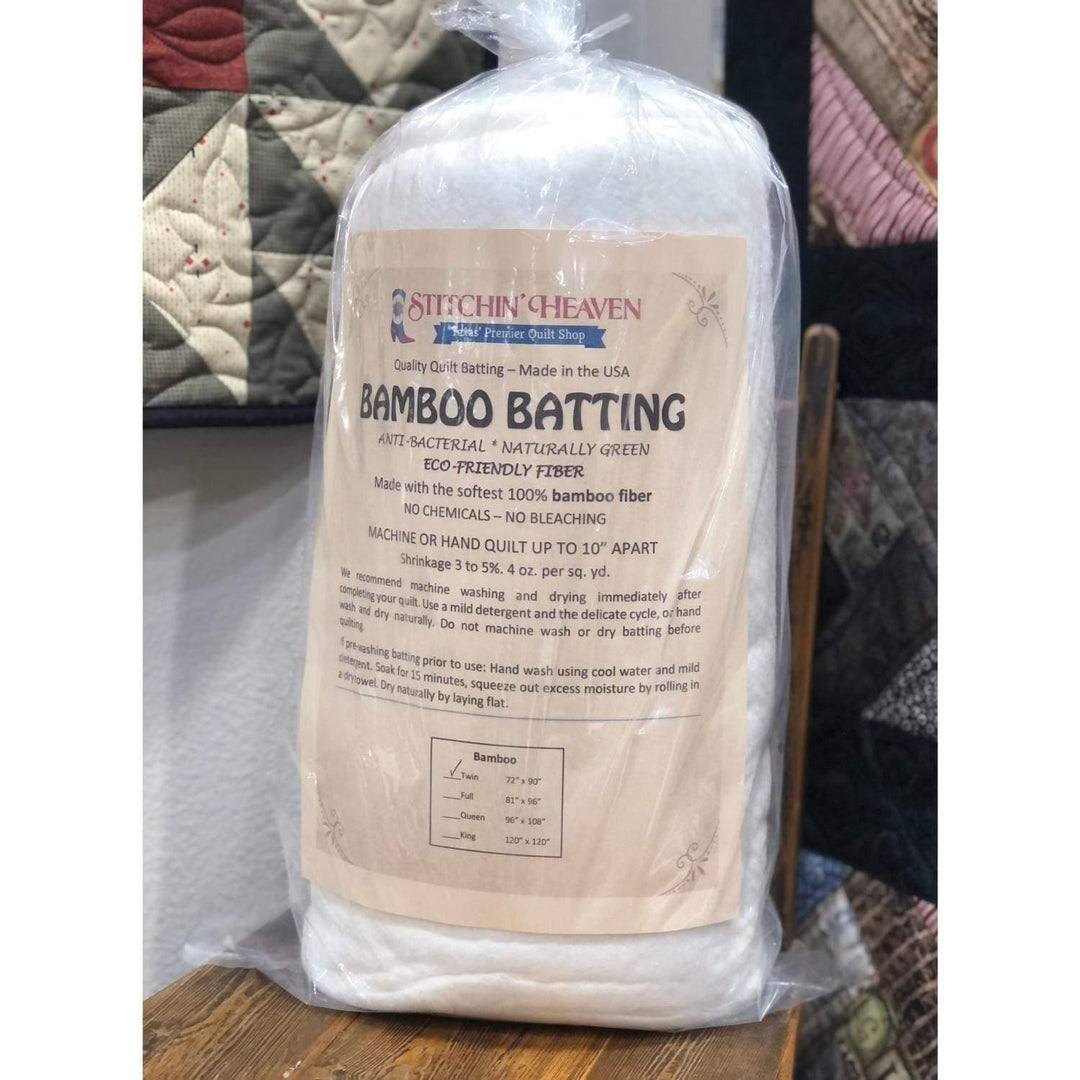 STITCHIN' HEAVEN
Texas' Premier Quilt Shop
Quality Quilt Batting – Made in the USA
BAMBOO BATTING
ANTI-BACTERIAL * NATURALLY GREEN
ECO-FRIENDLY FIBER
Made with the softest 100% bamboo fiber
NO CHEMICALS – NO BLEACHING
MACHINE OR HAND QUILT UP TO 10” APART
Shrinkage 3 to 5%. 4 oz. per sq. yd.
We recommend machine washing and drying immediately after
completing your quilt. Use a mild detergent and the delicate cycle, or hand
wash and dry naturally. Do not machine wash or dry batting before
quilting.
If pre-washing batting prior to use: Hand wash using cool water and mild
detergent. Soak for 15 minutes, squeeze out excess moisture by rolling in
a dry towel. Dry naturally by laying flat.
Bamboo
✓ Twin 72” x 90”
___Full 81” x 96”
___Queen 96” x 108”
___King 120” x 120”